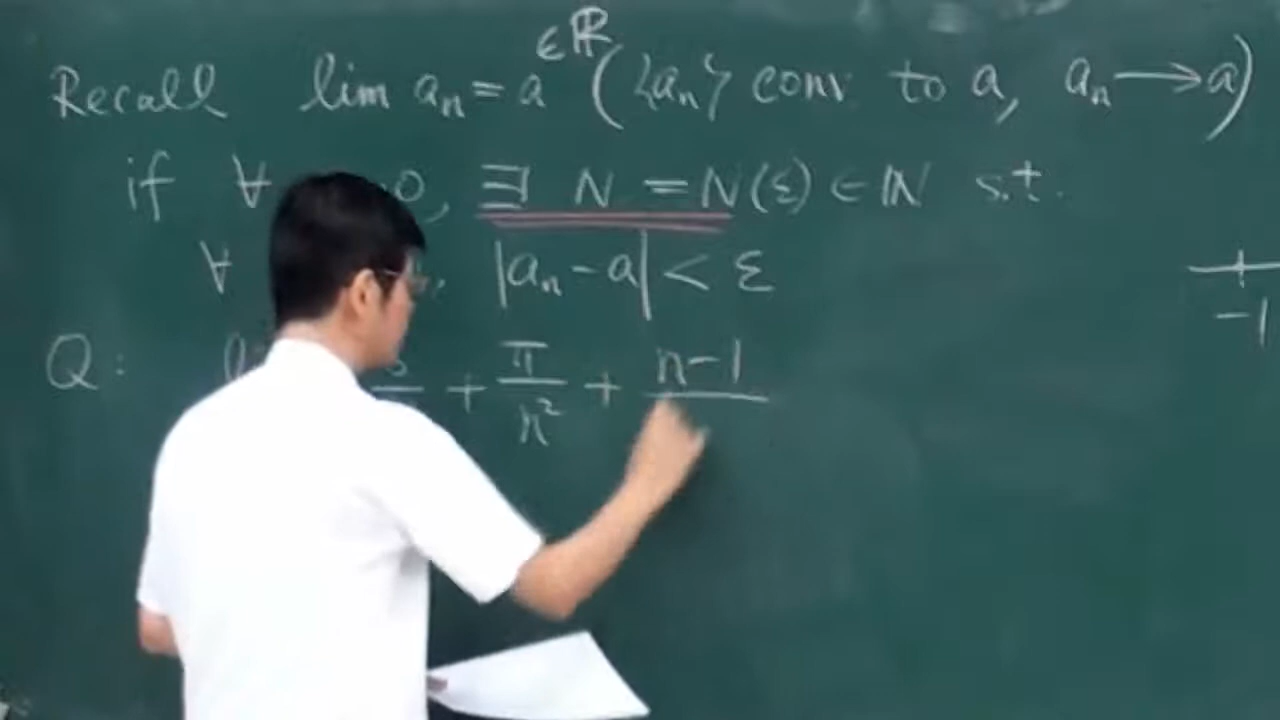 Recall lim aₙ = a ∈ℝ ({aₙ} conv to a, aₙ ⟶ a)
if ∀ 0, ∃ N = N(ε) ∈ ℕ s.t.
∀ , |aₙ - a| < ε
-1
Q: + π/n² + n-1